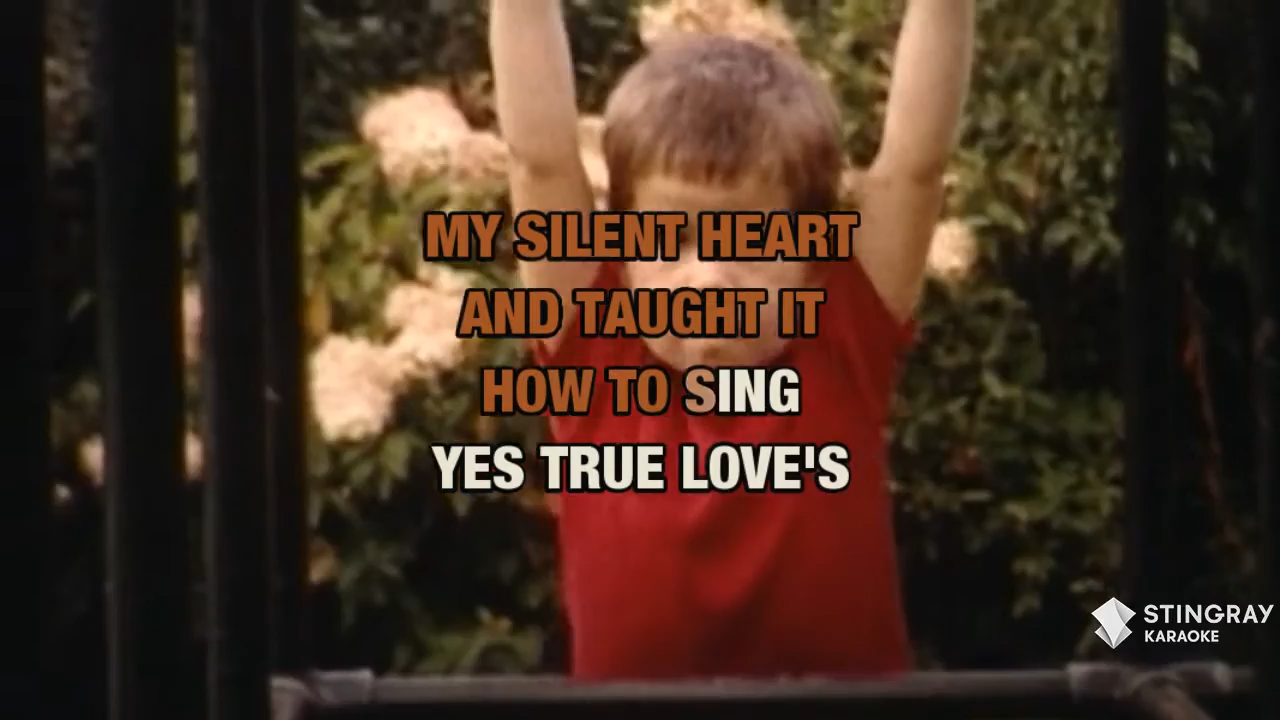 MY SILENT HEART
AND TAUGHT IT
HOW TO SING
YES TRUE LOVE'S
STINGRAY
KARAOKE